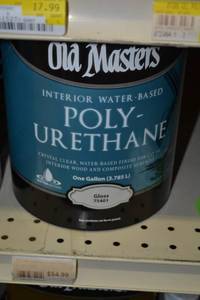 17.99
Old Masters
INTERIOR WATER-BASED
POLY-
URETHANE
CRYSTAL CLEAR, WATER-BASED FINISH FOR
INTERIOR WOOD AND COMPOSITE
One Gallon (3.785 L)
Gloss
71401
$54.99